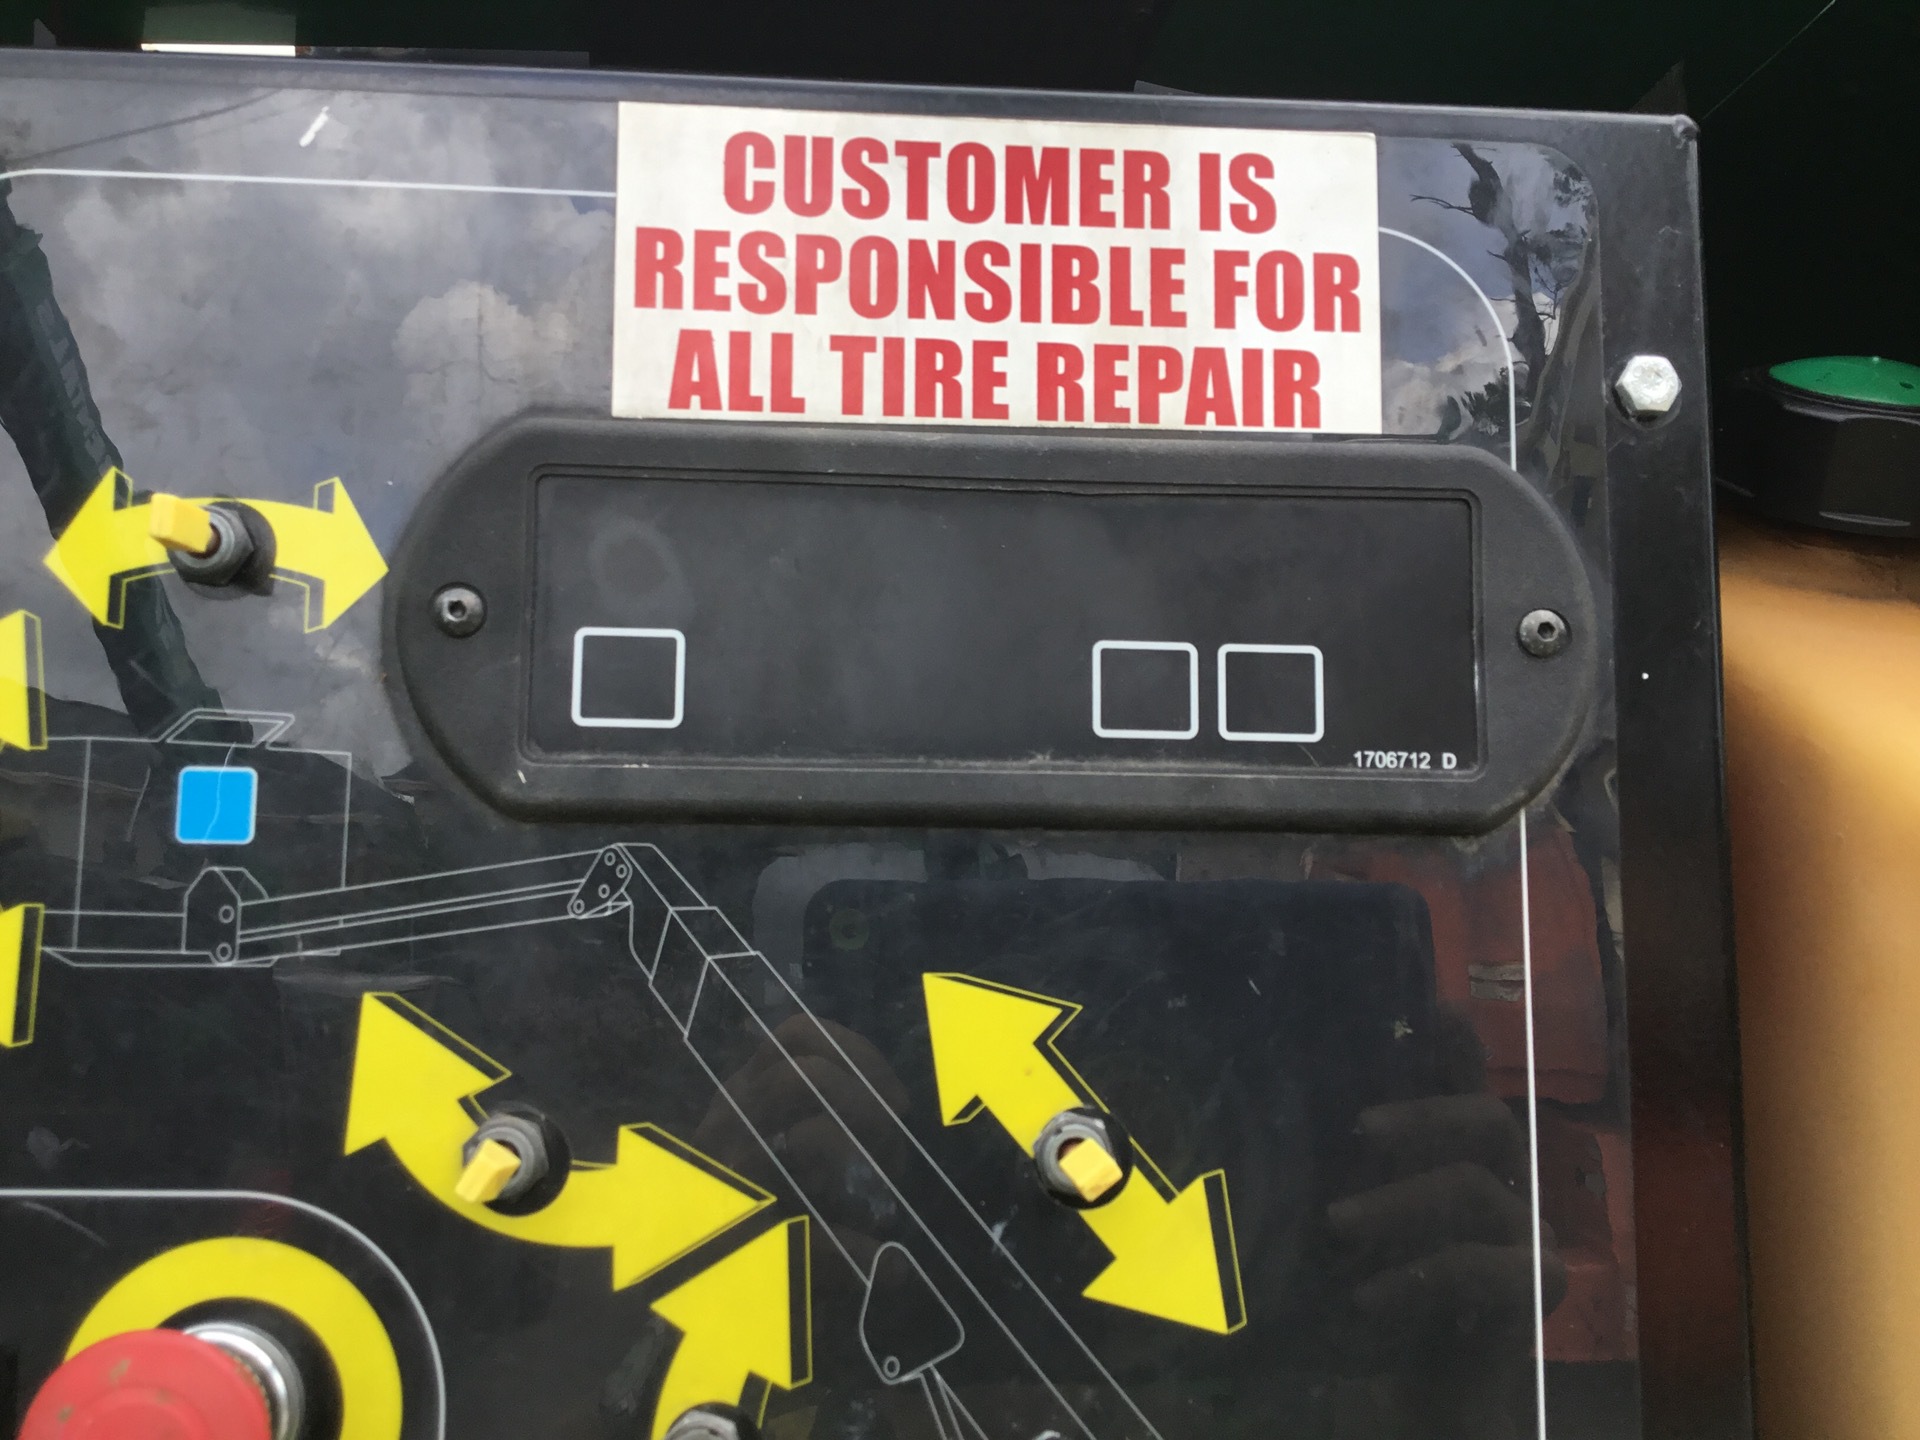 CUSTOMER IS
RESPONSIBLE FOR
ALL TIRE REPAIR
1706712 D